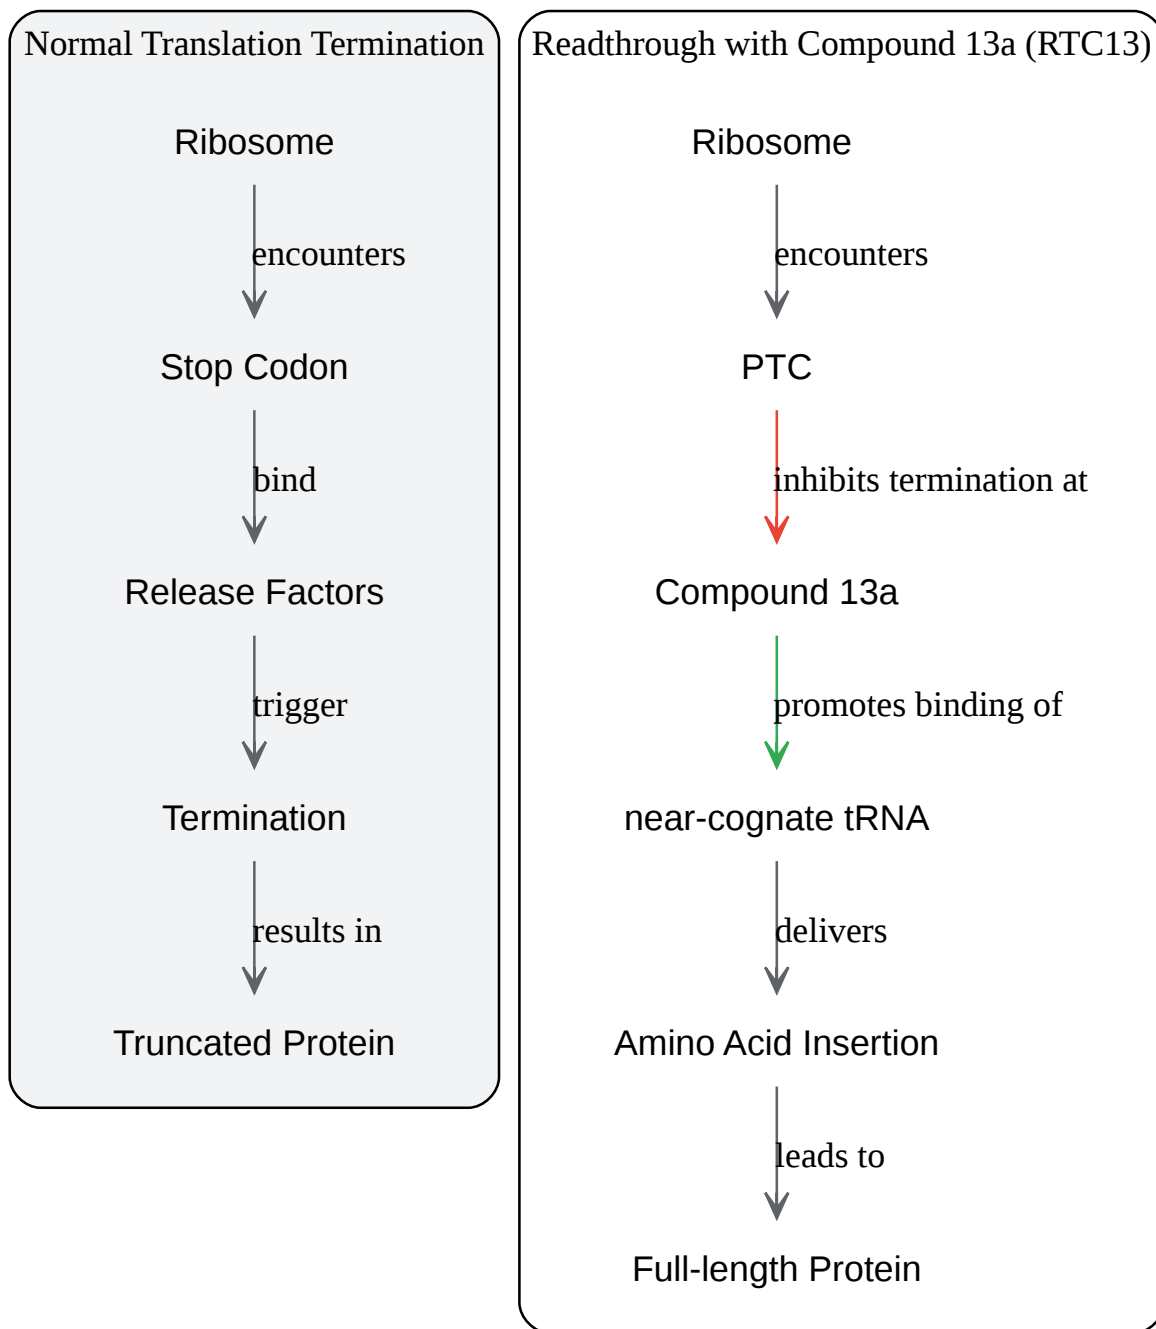 Normal Translation Termination
Ribosome
encounters
Stop Codon
bind
Release Factors
trigger
Termination
results in
Truncated Protein
Readthrough with Compound 13a (RTC13)
Ribosome
encounters
PTC
inhibits termination at
Compound 13a
promotes binding of
near-cognate tRNA
delivers
Amino Acid Insertion
leads to
Full-length Protein